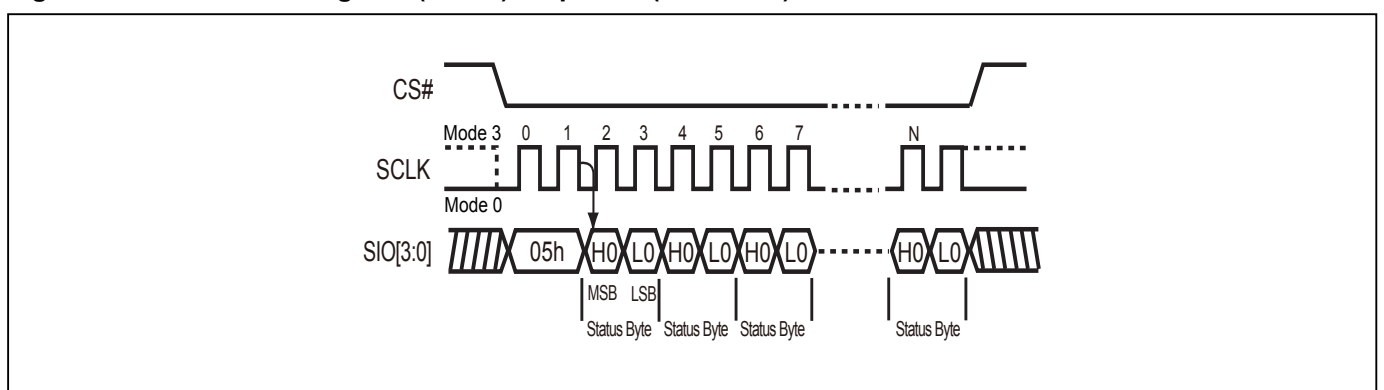 CS#
Mode 3 0 1 2 3 4 5 6 7 N
SCLK
Mode 0
SIO[3:0] 05h H0 L0 H0 L0 H0 L0 H0 L0
MSB LSB
Status Byte Status Byte Status Byte Status Byte